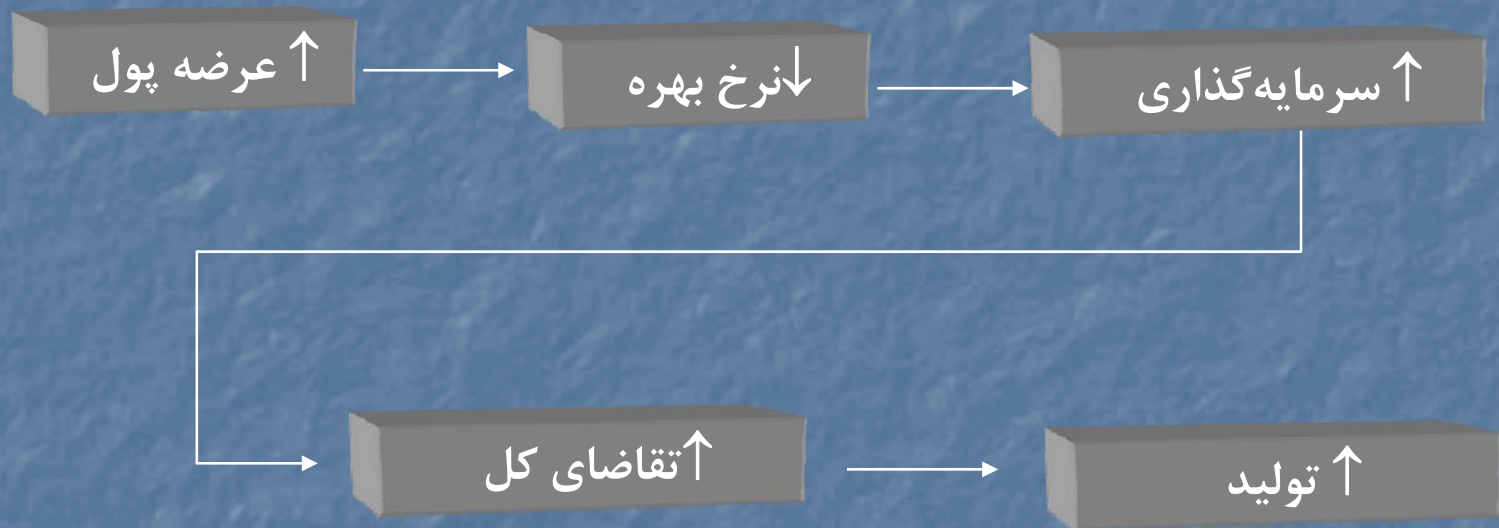 ↑ عرضه پول
↓نرخ بهره
↑ سرمایه‌گذاری
↑تقاضای کل
↑ تولید